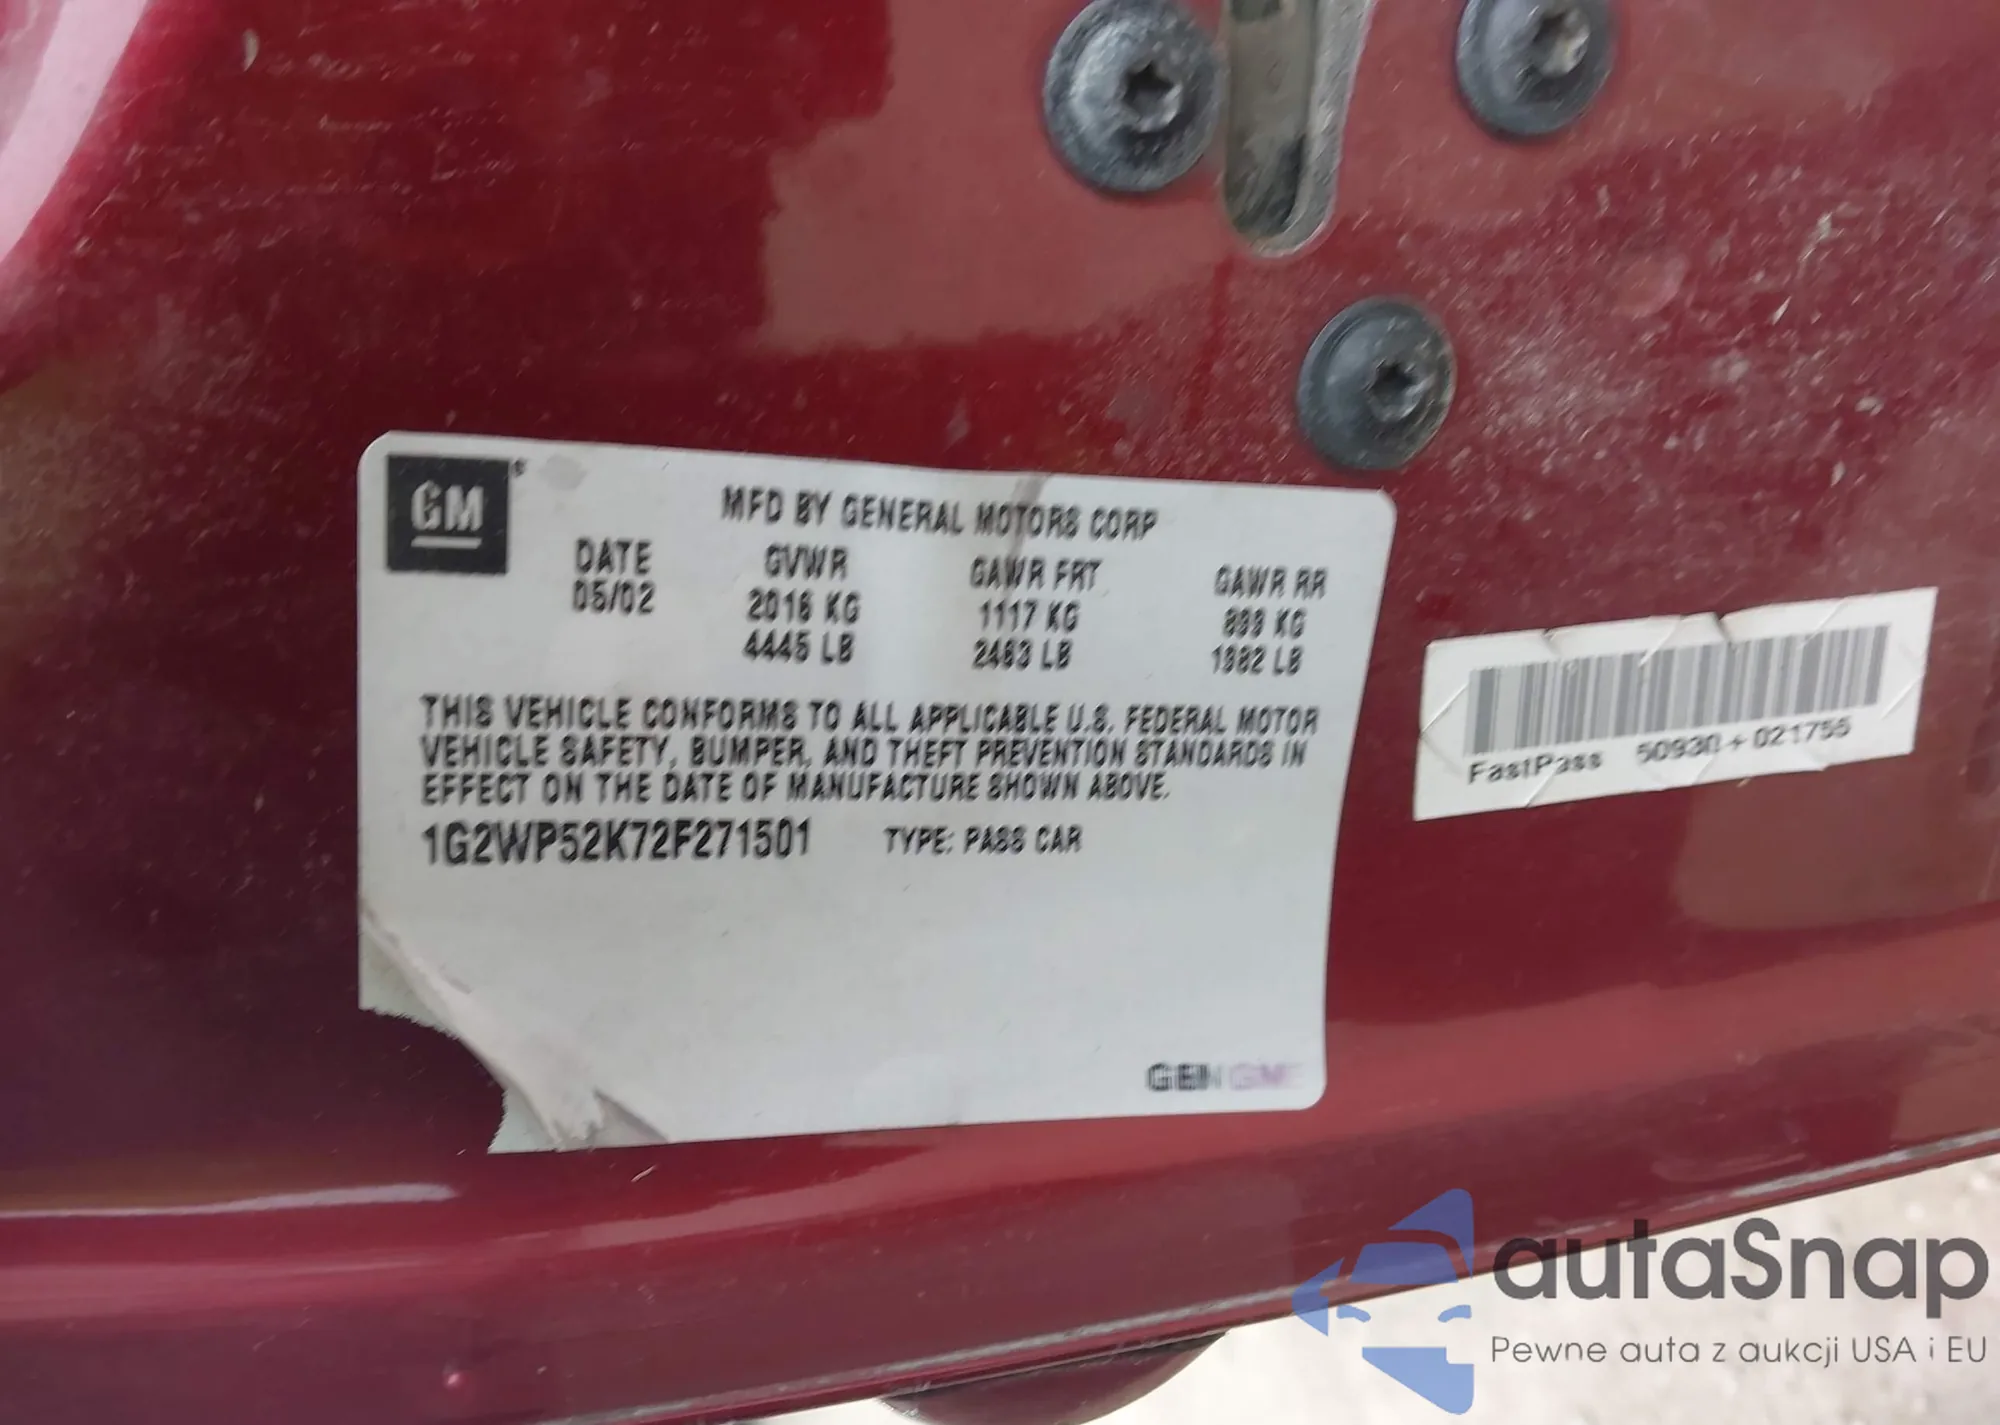 GM
MFD BY GENERAL MOTORS CORP
DATE GVWR GAWR FRT GAWR RR
05/02 2016 KG 1117 KG 899 KG
4445 LB 2463 LB 1982 LB
THIS VEHICLE CONFORMS TO ALL APPLICABLE U.S. FEDERAL MOTOR
VEHICLE SAFETY, BUMPER, AND THEFT PREVENTION STANDARDS IN
EFFECT ON THE DATE OF MANUFACTURE SHOWN ABOVE.
1G2WP52K72F271501 TYPE: PASS CAR
GEN GM
FastPass 50930+021755
autaSnap
Pewne auta z aukcji USA i EU